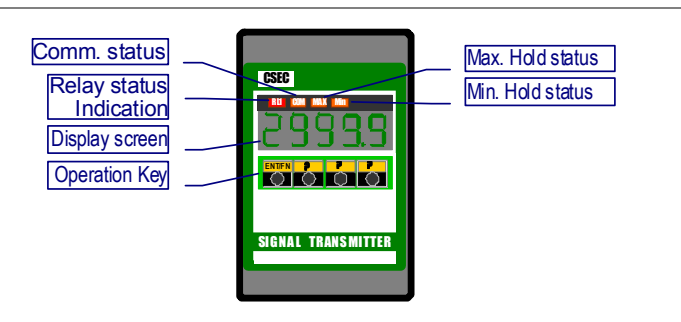 Comm. status
Relay status
Indication
Display screen
Operation Key
Max. Hold status
Min. Hold status
CSEC
COM MAX Min
2999.9
ENT/FN P P P
SIGNAL TRANSMITTER